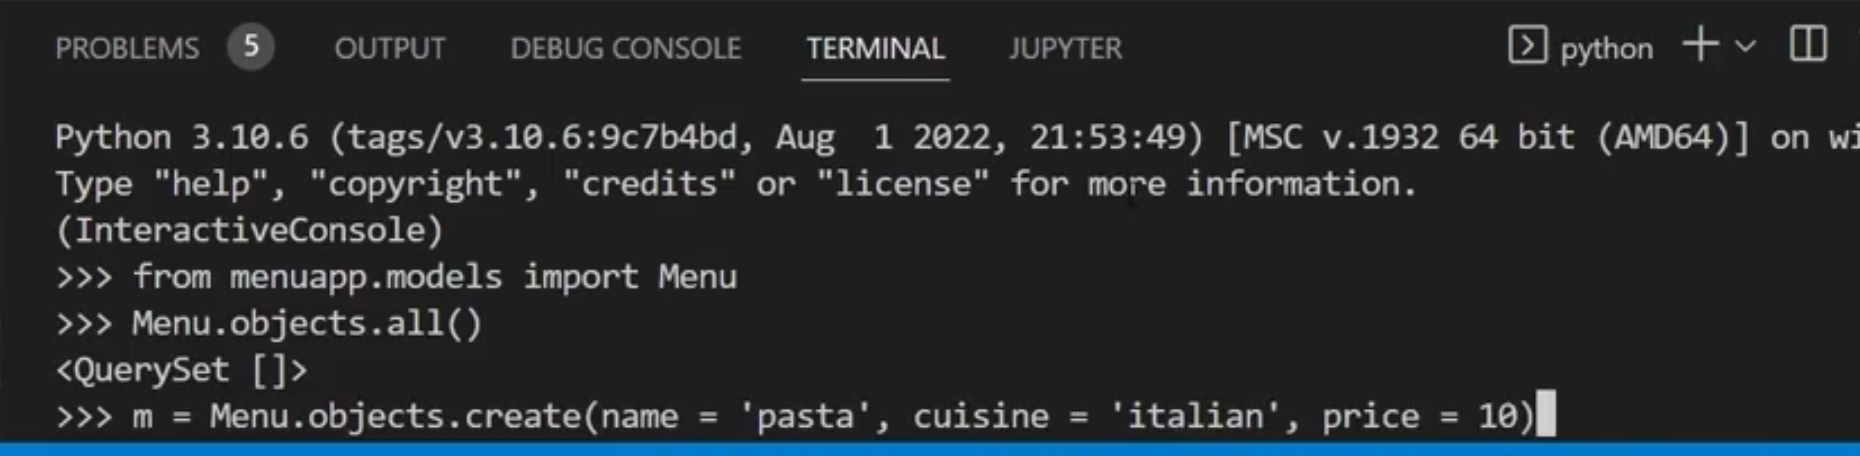 PROBLEMS 5 OUTPUT DEBUG CONSOLE TERMINAL JUPYTER python
Python 3.10.6 (tags/v3.10.6:9c7b4bd, Aug  1 2022, 21:53:49) [MSC v.1932 64 bit (AMD64)] on wi
Type "help", "copyright", "credits" or "license" for more information.
(InteractiveConsole)
>>> from menuapp.models import Menu
>>> Menu.objects.all()
<QuerySet []>
>>> m = Menu.objects.create(name = 'pasta', cuisine = 'italian', price = 10)